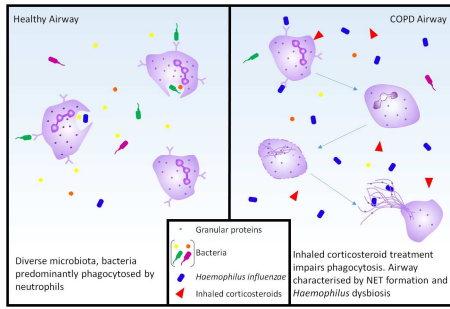 Healthy Airway
COPD Airway
Granular proteins
Bacteria
Haemophilus influenzae
Inhaled corticosteroids
Diverse microbiota, bacteria
predominantly phagocytosed by
neutrophils
Inhaled corticosteroid treatment
impairs phagocytosis. Airway
characterised by NET formation and
Haemophilus dysbiosis